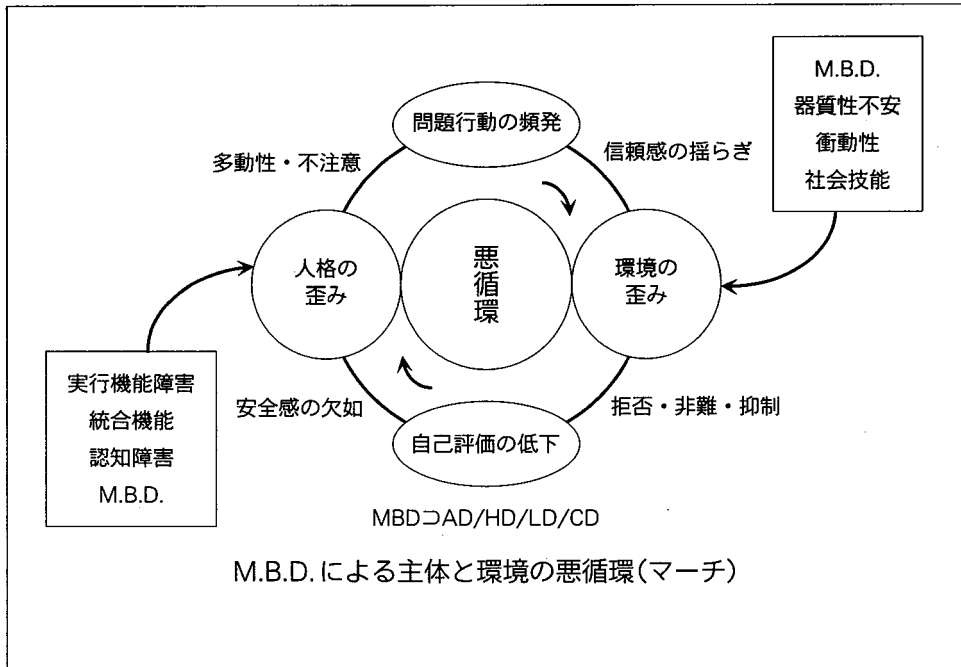 M.B.D.
器質性不安
衝動性
社会技能
問題行動の頻発
多動性・不注意
信頼感の揺らぎ
人格の
歪み
悪循環
環境の
歪み
実行機能障害
統合機能
認知障害
M.B.D.
安全感の欠如
拒否・非難・抑制
自己評価の低下
MBD⊃AD/HD/LD/CD
M.B.D.による主体と環境の悪循環(マーチ)